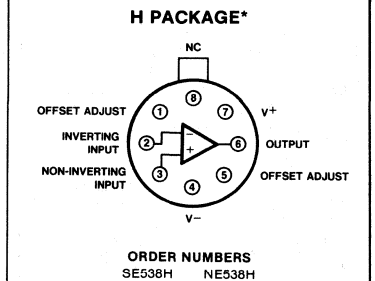 H PACKAGE*
NC
OFFSET ADJUST
1
8
7
V+
INVERTING
INPUT
2
−
+
6
OUTPUT
NON-INVERTING
INPUT
3
4
5
OFFSET ADJUST
V−
ORDER NUMBERS
SE538H NE538H